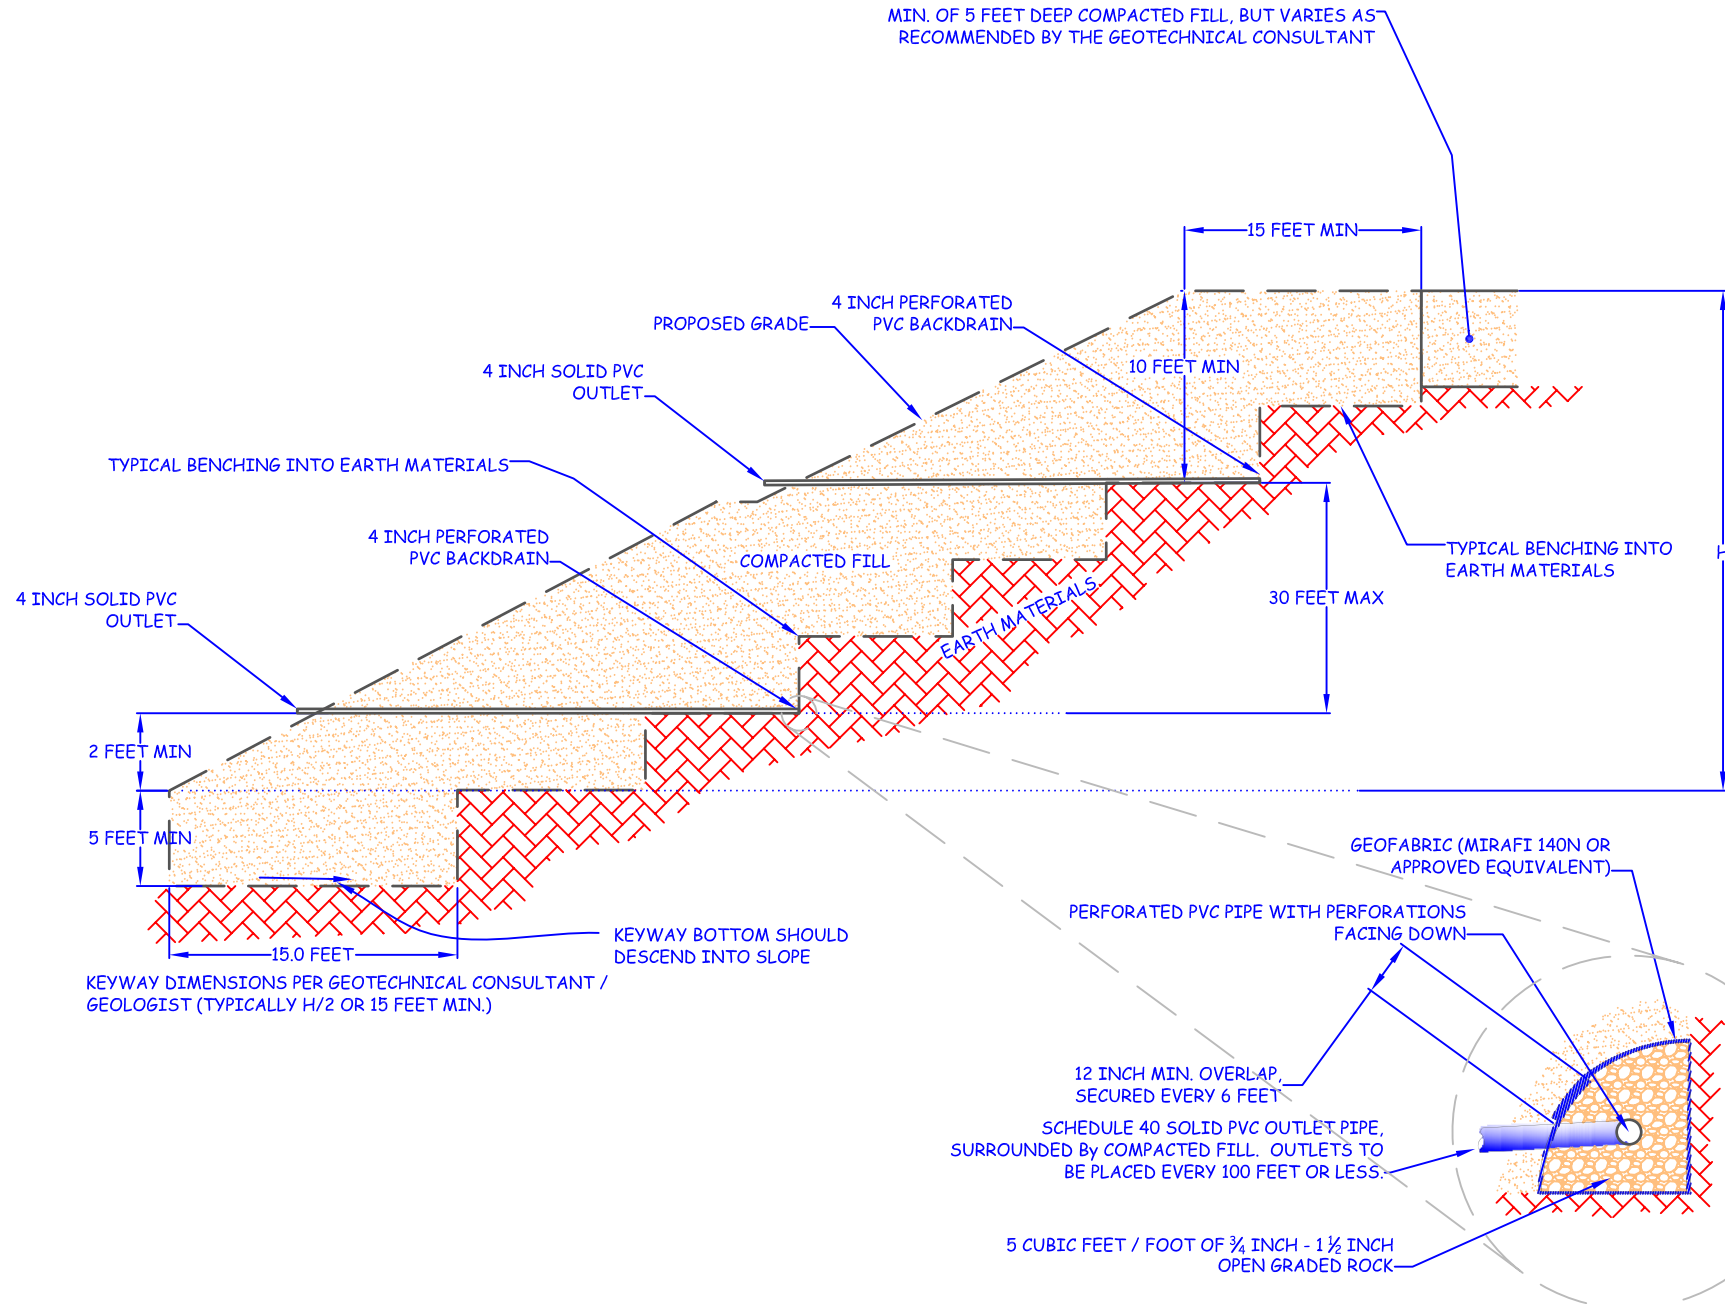 MIN. OF 5 FEET DEEP COMPACTED FILL, BUT VARIES AS
RECOMMENDED BY THE GEOTECHNICAL CONSULTANT
15 FEET MIN
4 INCH PERFORATED
PVC BACKDRAIN
PROPOSED GRADE
10 FEET MIN
4 INCH SOLID PVC
OUTLET
TYPICAL BENCHING INTO EARTH MATERIALS
4 INCH PERFORATED
PVC BACKDRAIN
COMPACTED FILL
TYPICAL BENCHING INTO
EARTH MATERIALS
H
4 INCH SOLID PVC
OUTLET
30 FEET MAX
EARTH MATERIALS
2 FEET MIN
5 FEET MIN
KEYWAY BOTTOM SHOULD
DESCEND INTO SLOPE
15.0 FEET
KEYWAY DIMENSIONS PER GEOTECHNICAL CONSULTANT /
GEOLOGIST (TYPICALLY H/2 OR 15 FEET MIN.)
GEOFABRIC (MIRAFI 140N OR
APPROVED EQUIVALENT)
PERFORATED PVC PIPE WITH PERFORATIONS
FACING DOWN
12 INCH MIN. OVERLAP,
SECURED EVERY 6 FEET
SCHEDULE 40 SOLID PVC OUTLET PIPE,
SURROUNDED By COMPACTED FILL.  OUTLETS TO
BE PLACED EVERY 100 FEET OR LESS.
5 CUBIC FEET / FOOT OF ¾ INCH - 1 ½ INCH
OPEN GRADED ROCK